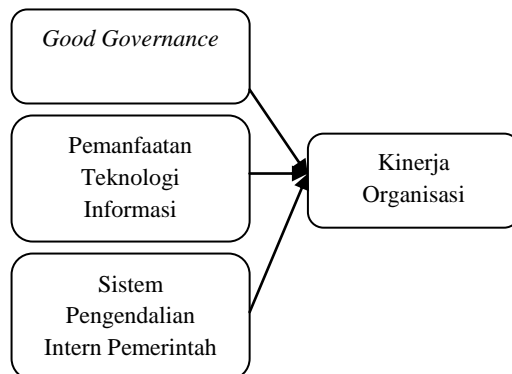 Good Governance
Pemanfaatan
Teknologi
Informasi
Kinerja
Organisasi
Sistem
Pengendalian
Intern Pemerintah